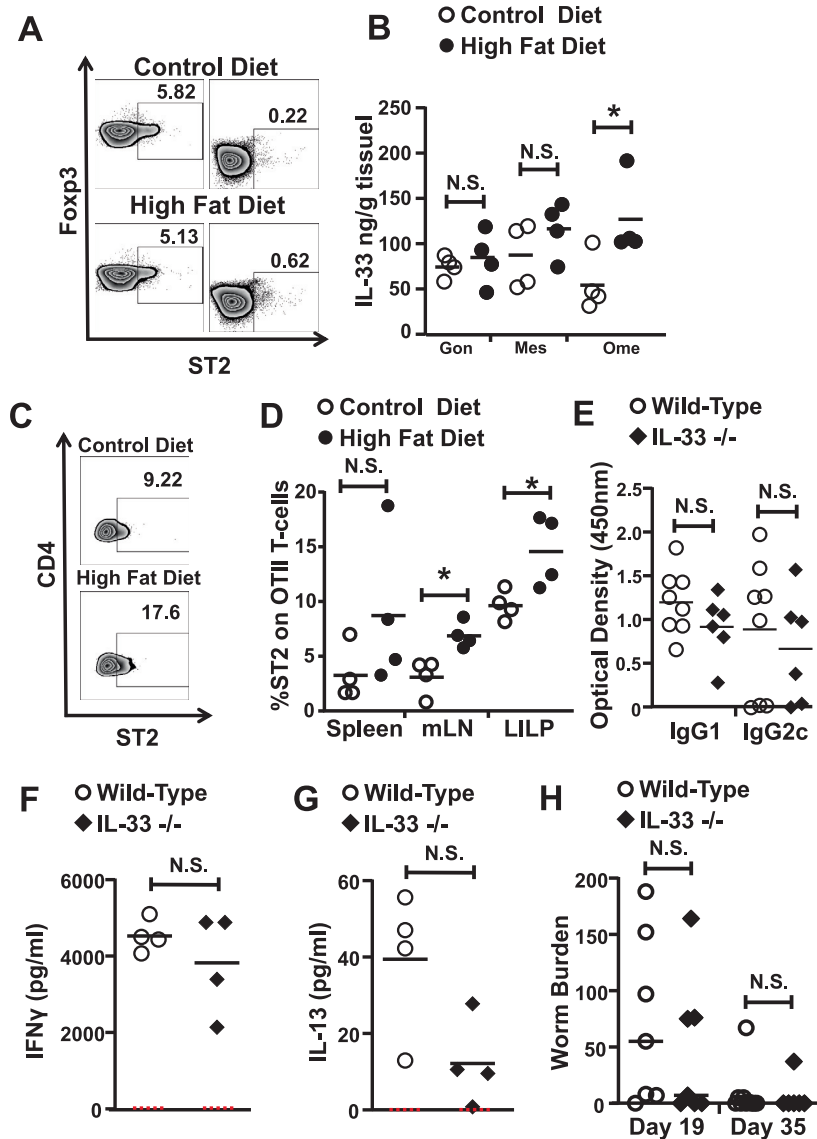 A
Control Diet
5.82
0.22
High Fat Diet
5.13
0.62
Foxp3
ST2
B
Control Diet
High Fat Diet
IL-33 ng/g tissuel
250
200
150
100
50
0
N.S.
N.S.
*
Gon
Mes
Ome
C
Control Diet
9.22
High Fat Diet
17.6
CD4
ST2
D
Control Diet
High Fat Diet
%ST2 on OTII T-cells
20
15
10
5
0
N.S.
*
*
Spleen
mLN
LILP
E
Wild-Type
IL-33 -/-
Optical Density (450nm)
2.5
2.0
1.5
1.0
0.5
0
N.S.
N.S.
IgG1
IgG2c
F
Wild-Type
IL-33 -/-
IFNγ (pg/ml)
6000
4000
2000
0
N.S.
G
Wild-Type
IL-33 -/-
IL-13 (pg/ml)
60
40
20
0
N.S.
H
Wild-Type
IL-33 -/-
Worm Burden
200
150
100
50
0
N.S.
N.S.
Day 19
Day 35